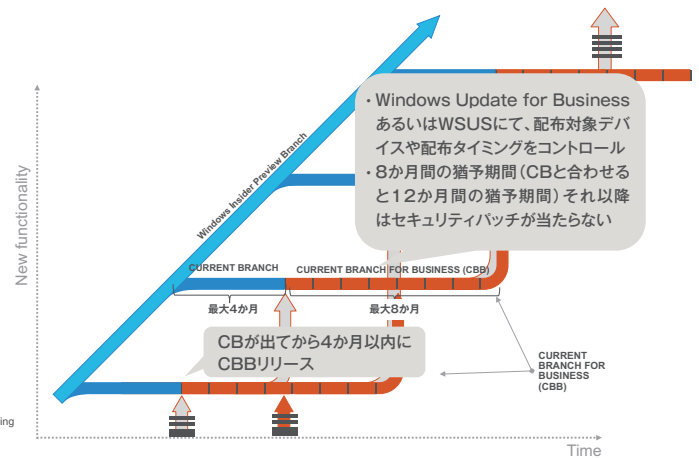 ・Windows Update for Business
あるいはWSUSにて、配布対象デバ
イスや配布タイミングをコントロール
・8か月間の猶予期間(CBと合わせる
と12か月間の猶予期間)それ以降
はセキュリティパッチが当たらない
New functionality
Windows Insider Preview Branch
CURRENT BRANCH
CURRENT BRANCH FOR BUSINESS (CBB)
最大4か月
最大8か月
CBが出てから4か月以内に
CBBリリース
CURRENT
BRANCH FOR
BUSINESS
(CBB)
ing
Time